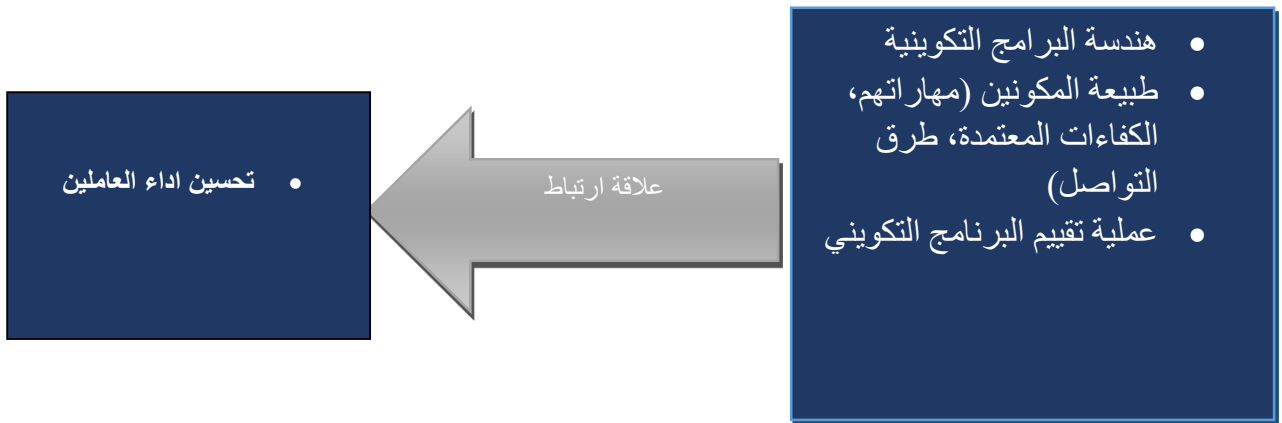 • هندسة البرامج التكوينية
• طبيعة المكونين (مهاراتهم،
الكفاءات المعتمدة، طرق
التواصل)
• عملية تقييم البرنامج التكويني
علاقة ارتباط
• تحسين اداء العاملين